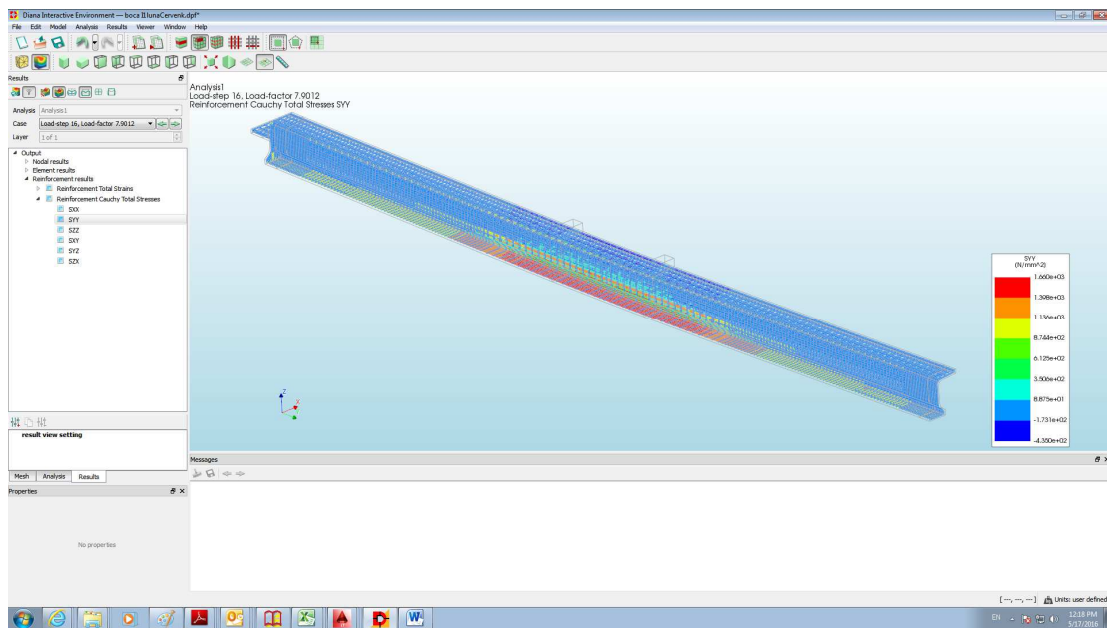 Diana Interactive Environment — boca II lunaCervenk.dpf*
File Edit Model Analysis Results Viewer Window Help
Results
Analysis Analysis1
Case Load-step 16, Load-factor 7.9012
Layer 1 of 1
Output
Nodal results
Element results
Reinforcement results
Reinforcement Total Strains
Reinforcement Cauchy Total Stresses
SXX
SYY
SZZ
SXY
SYZ
SZX
result view setting
Mesh Analysis Results
Properties
No properties
Analysis1
Load-step 16, Load-factor 7.9012
Reinforcement Cauchy Total Stresses SYY
SYY
(N/mm^2)
1.660e+03
1.398e+03
1.136e+03
8.744e+02
6.125e+02
3.506e+02
8.875e+01
-1.731e+02
-4.350e+02
Z
X
Messages
[ ---, ---, --- ] Units: user defined
EN
12:18 PM
5/17/2016